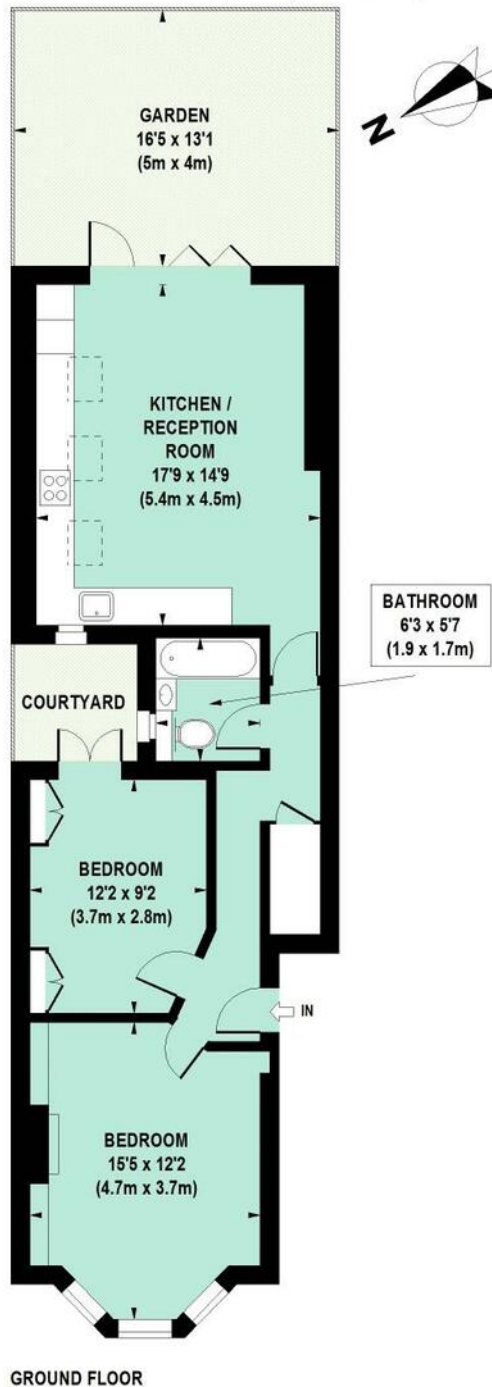 GARDEN
16'5 x 13'1
(5m x 4m)
N
KITCHEN /
RECEPTION
ROOM
17'9 x 14'9
(5.4m x 4.5m)
BATHROOM
6'3 x 5'7
(1.9 x 1.7m)
COURTYARD
BEDROOM
12'2 x 9'2
(3.7m x 2.8m)
IN
BEDROOM
15'5 x 12'2
(4.7m x 3.7m)
GROUND FLOOR